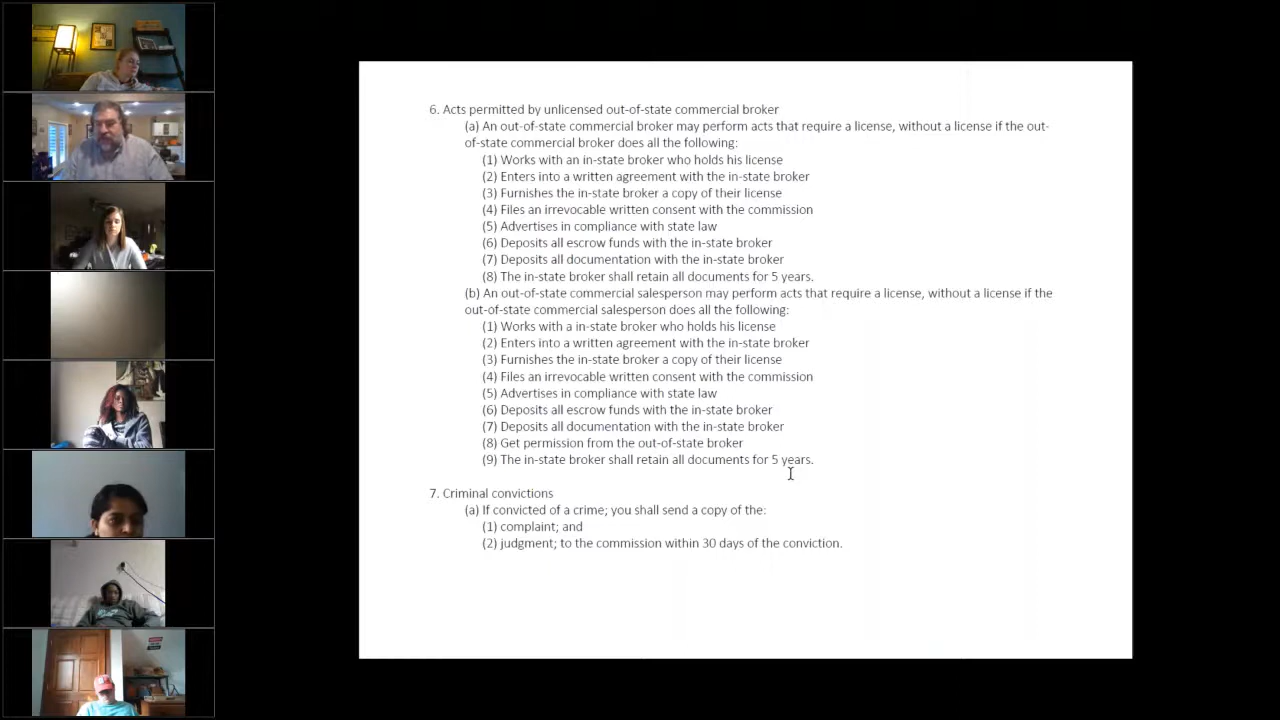 6. Acts permitted by unlicensed out-of-state commercial broker
(a) An out-of-state commercial broker may perform acts that require a license, without a license if the out-
of-state commercial broker does all the following:
(1) Works with an in-state broker who holds his license
(2) Enters into a written agreement with the in-state broker
(3) Furnishes the in-state broker a copy of their license
(4) Files an irrevocable written consent with the commission
(5) Advertises in compliance with state law
(6) Deposits all escrow funds with the in-state broker
(7) Deposits all documentation with the in-state broker
(8) The in-state broker shall retain all documents for 5 years.
(b) An out-of-state commercial salesperson may perform acts that require a license, without a license if the
out-of-state commercial salesperson does all the following:
(1) Works with a in-state broker who holds his license
(2) Enters into a written agreement with the in-state broker
(3) Furnishes the in-state broker a copy of their license
(4) Files an irrevocable written consent with the commission
(5) Advertises in compliance with state law
(6) Deposits all escrow funds with the in-state broker
(7) Deposits all documentation with the in-state broker
(8) Get permission from the out-of-state broker
(9) The in-state broker shall retain all documents for 5 years.
7. Criminal convictions
(a) If convicted of a crime; you shall send a copy of the:
(1) complaint; and
(2) judgment; to the commission within 30 days of the conviction.